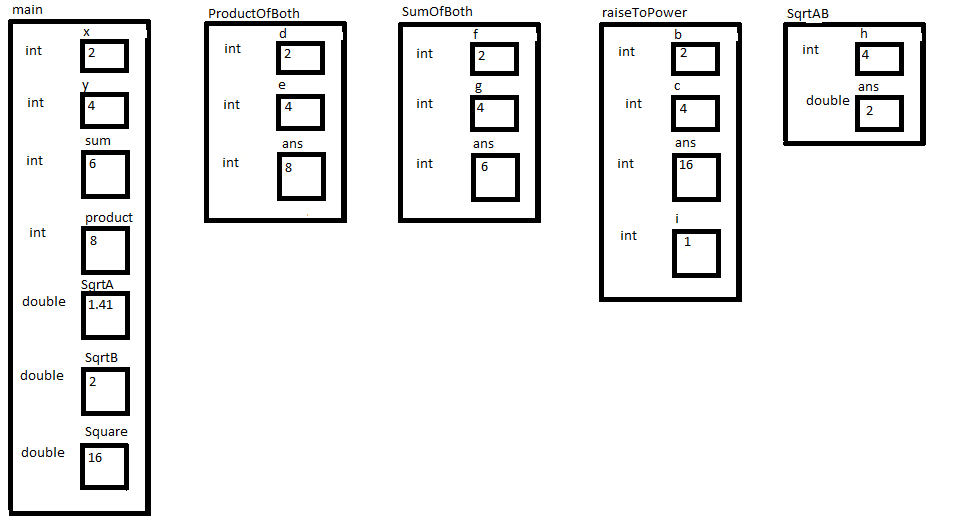 main
x
int 2
y
int 4
sum
int 6
product
int 8
SqrtA
double 1.41
SqrtB
double 2
Square
double 16
ProductOfBoth
d
int 2
e
int 4
ans
int 8
SumOfBoth
f
int 2
g
int 4
ans
int 6
raiseToPower
b
int 2
c
int 4
ans
int 16
i
int 1
SqrtAB
h
int 4
ans
double 2